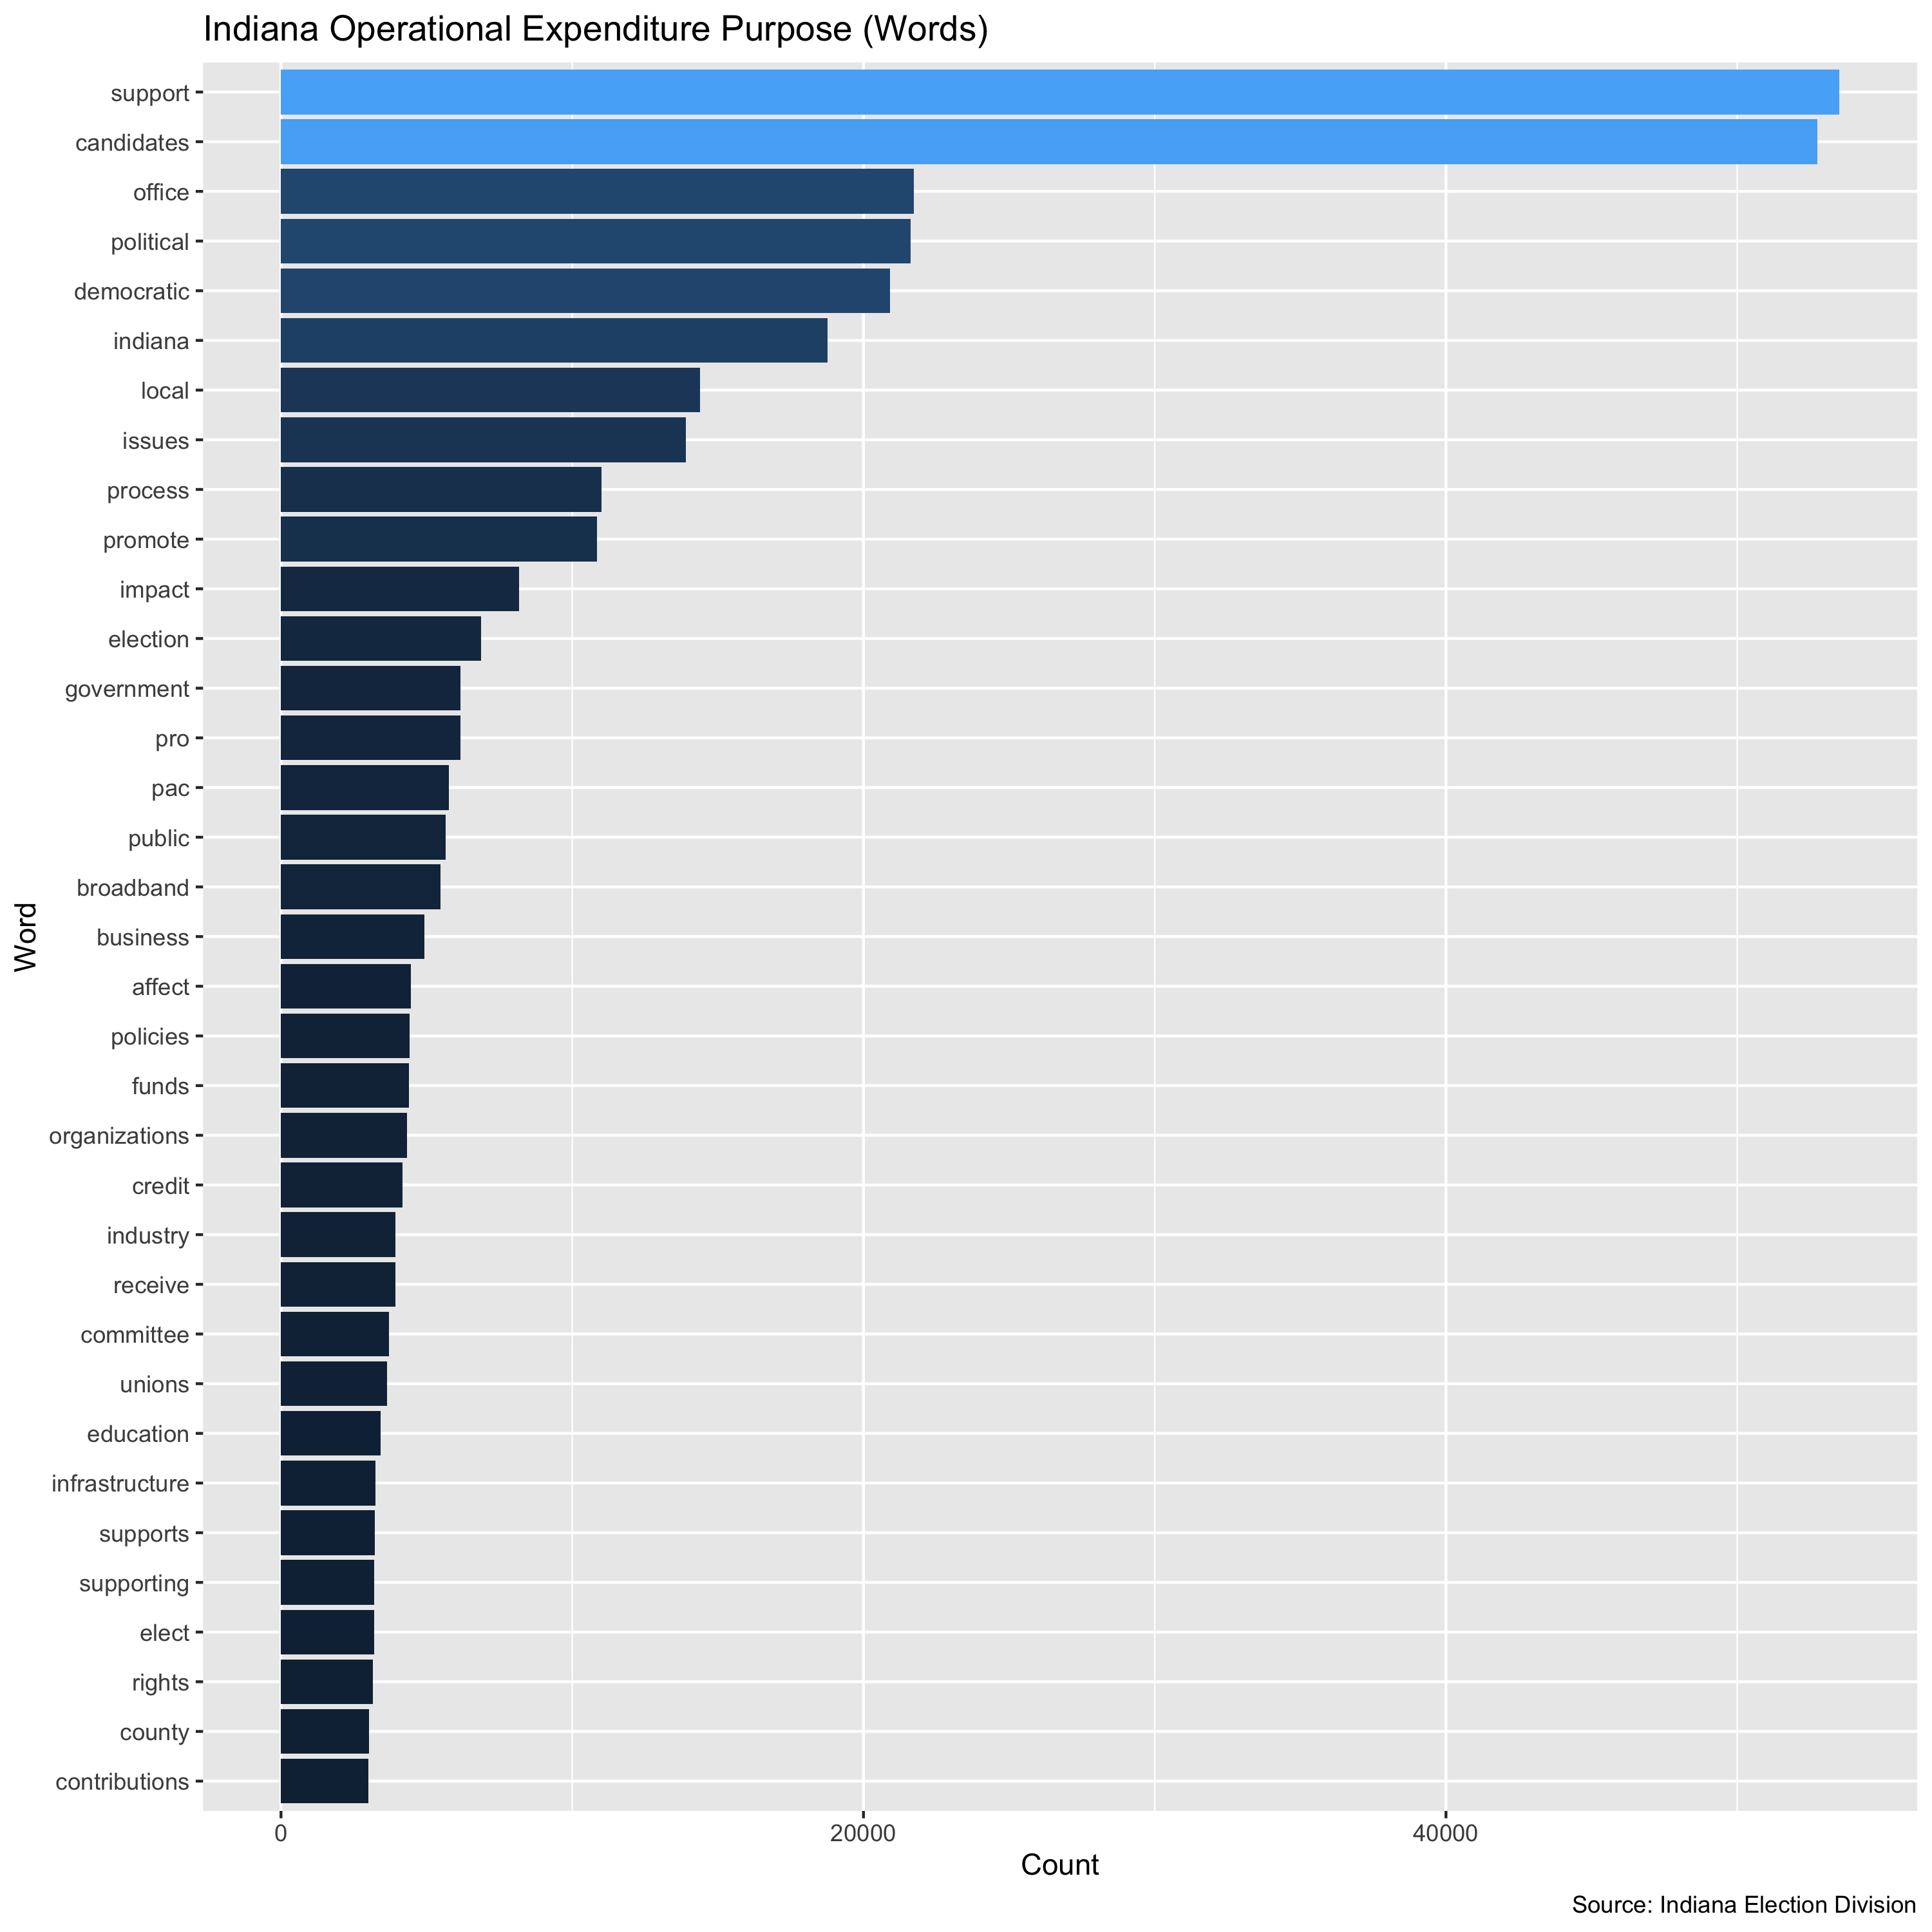 Indiana Operational Expenditure Purpose (Words)
support
candidates
office
political
democratic
indiana
local
issues
process
promote
impact
election
government
pro
pac
public
broadband
business
affect
policies
funds
organizations
credit
industry
receive
committee
unions
education
infrastructure
supports
supporting
elect
rights
county
contributions
Word
0 20000 40000
Count
Source: Indiana Election Division